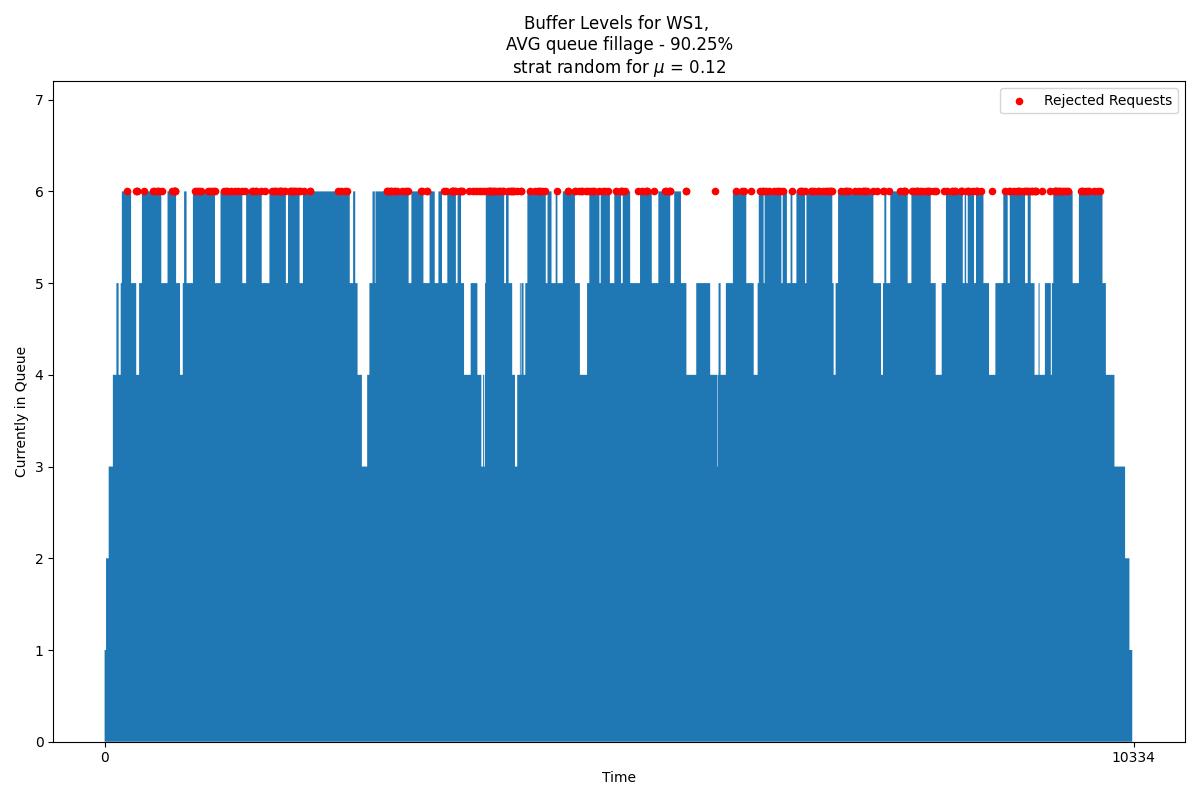 Buffer Levels for WS1,
AVG queue fillage - 90.25%
strat random for μ = 0.12
Rejected Requests
7
6
5
4
3
2
1
0
Currently in Queue
0
10334
Time